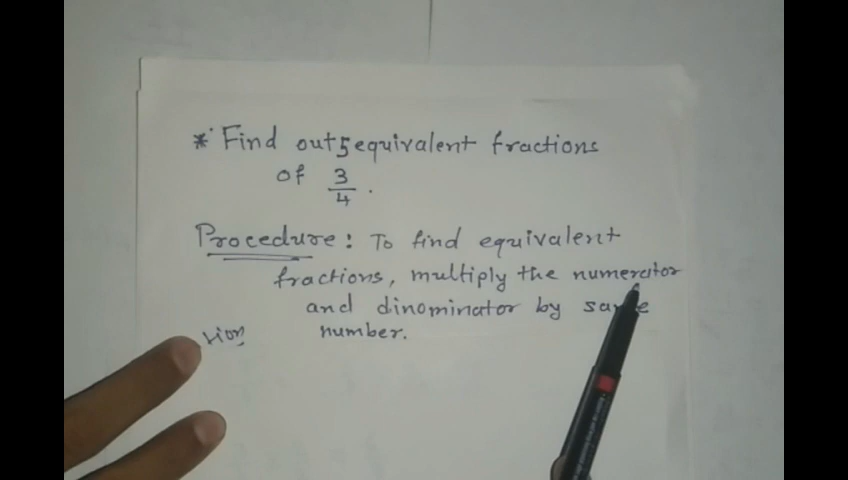 * Find out 5 equivalent fractions
of 3/4.
Procedure: To find equivalent
fractions, multiply the numerator
and dinominator by same
number.